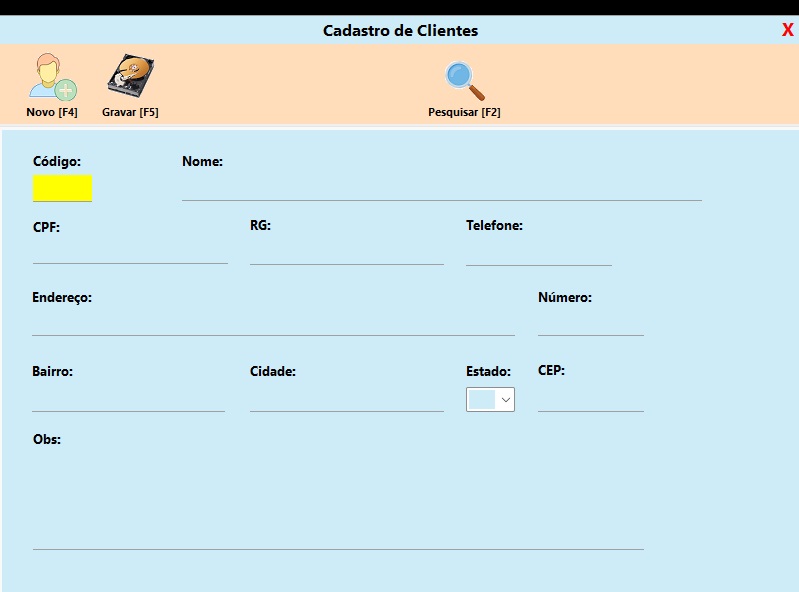 Cadastro de Clientes X
Novo [F4] Gravar [F5] Pesquisar [F2]
Código: Nome:
CPF: RG: Telefone:
Endereço: Número:
Bairro: Cidade: Estado: CEP:
Obs: